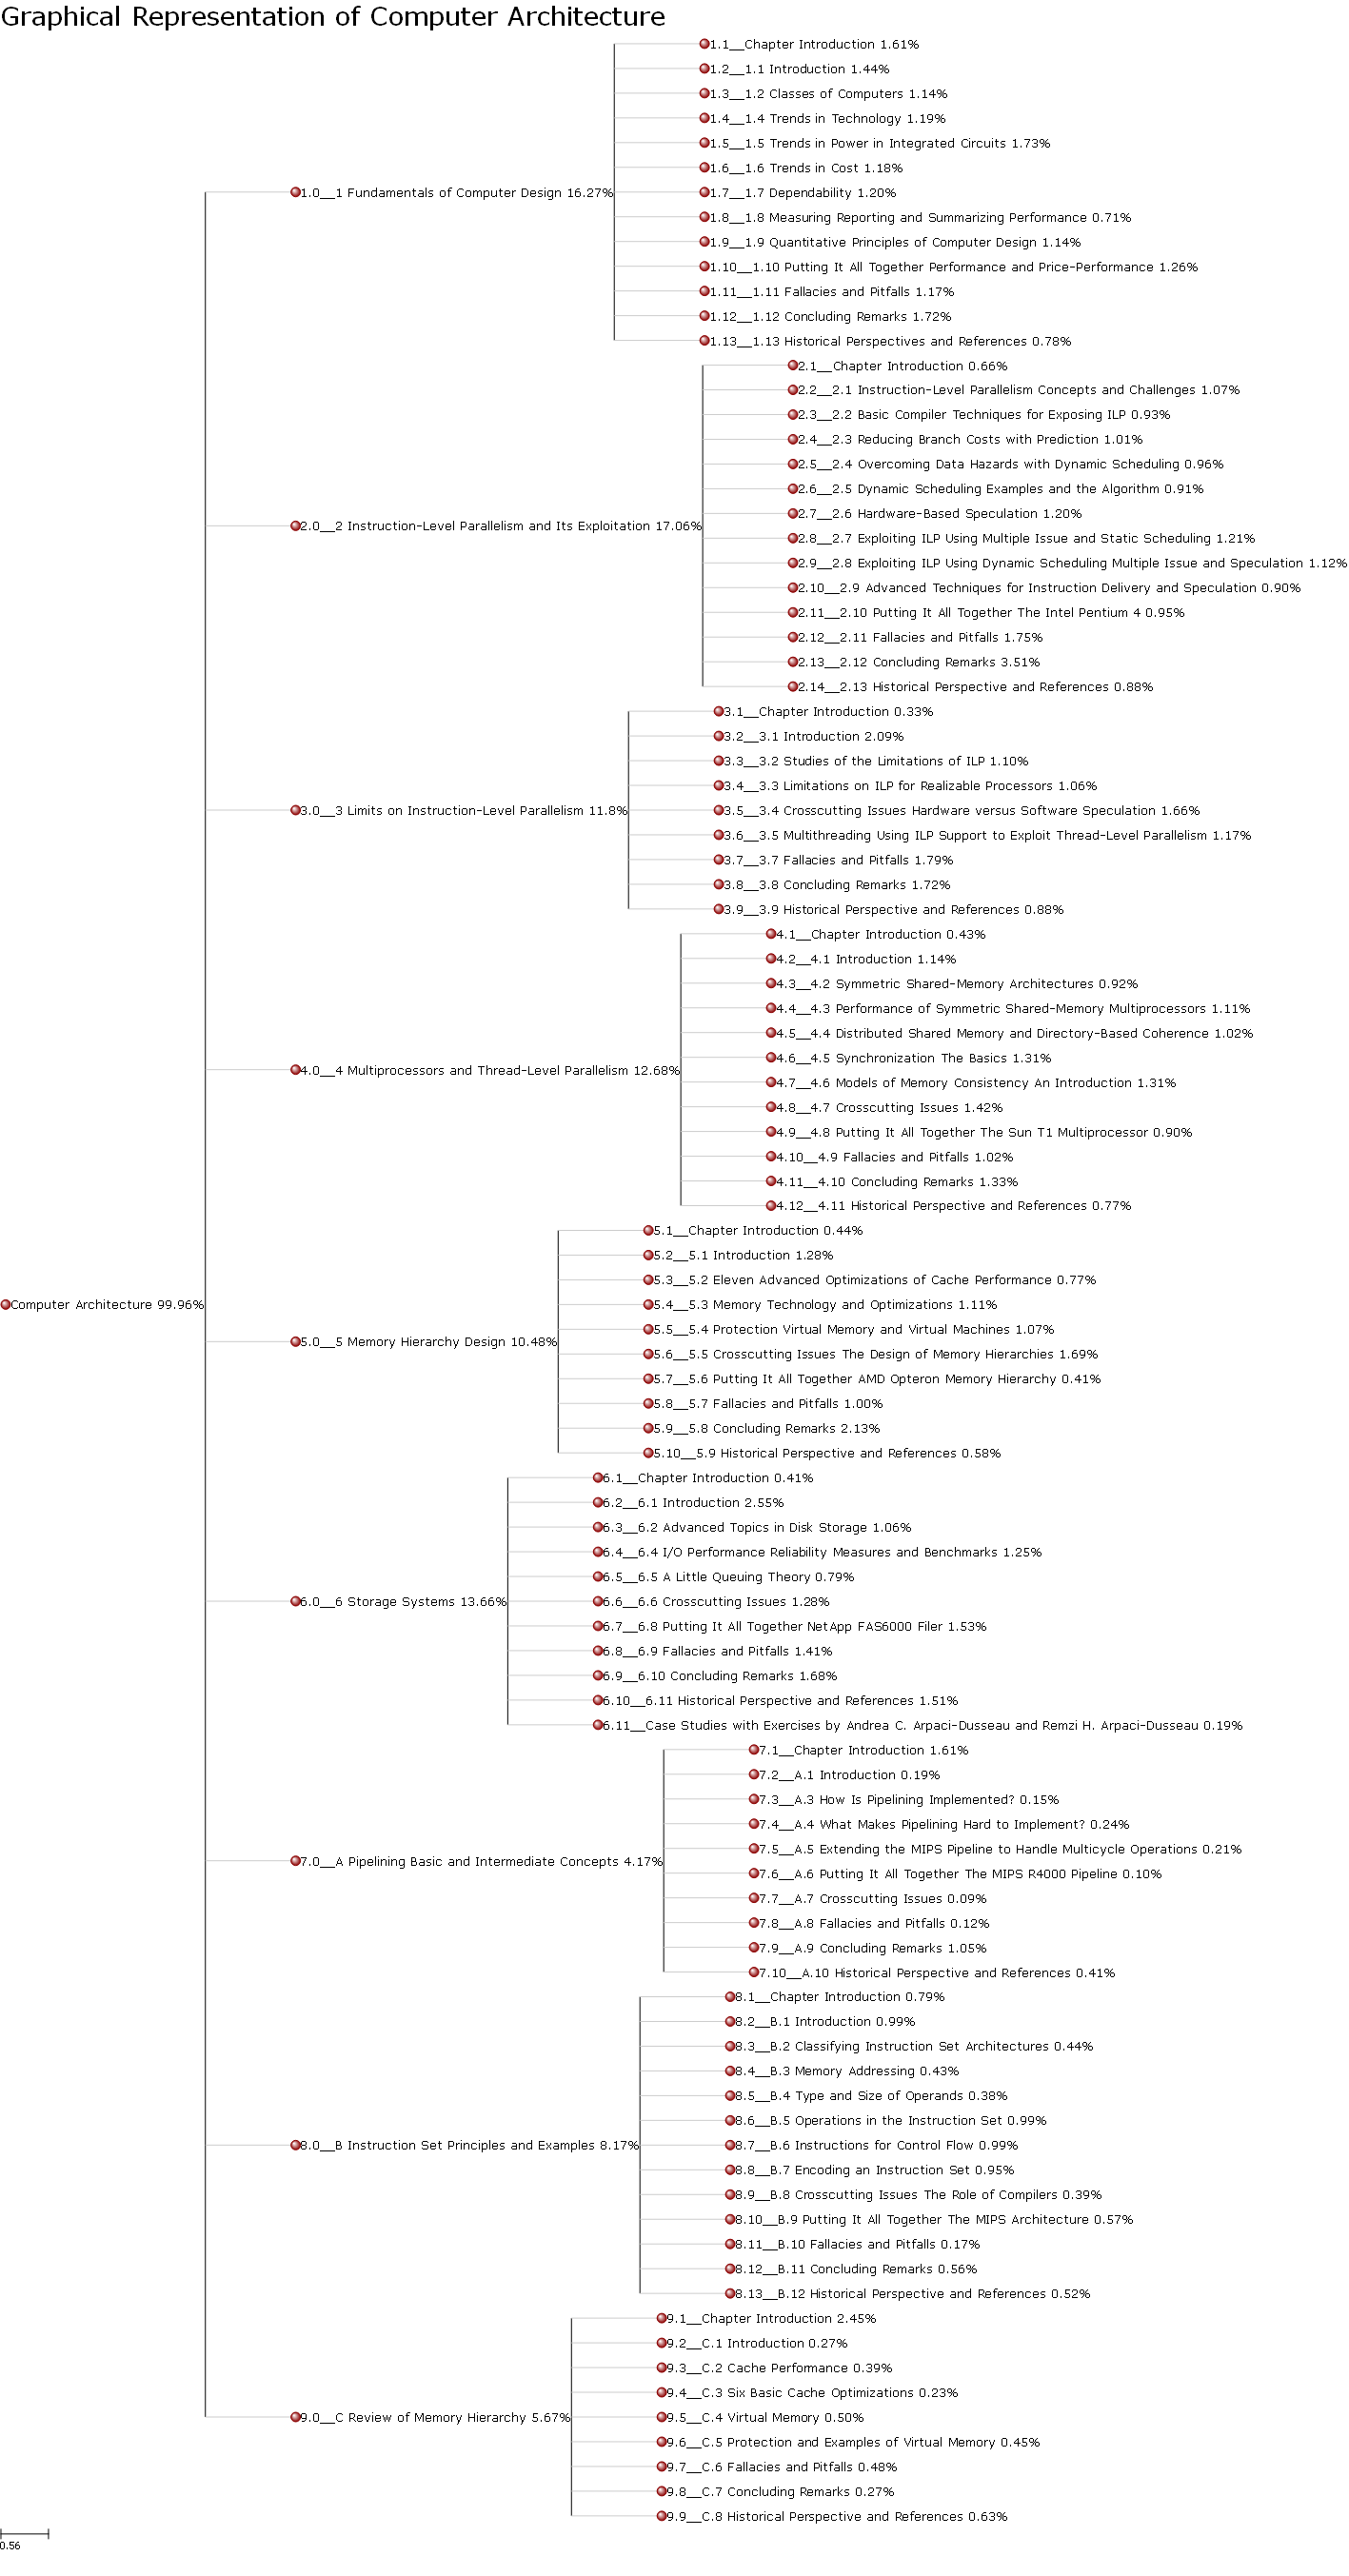 Graphical Representation of Computer Architecture
1.1__Chapter Introduction 1.61%
1.2__1.1 Introduction 1.44%
1.3__1.2 Classes of Computers 1.14%
1.4__1.4 Trends in Technology 1.19%
1.5__1.5 Trends in Power in Integrated Circuits 1.73%
1.6__1.6 Trends in Cost 1.18%
1.0__1 Fundamentals of Computer Design 16.27%
1.7__1.7 Dependability 1.20%
1.8__1.8 Measuring Reporting and Summarizing Performance 0.71%
1.9__1.9 Quantitative Principles of Computer Design 1.14%
1.10__1.10 Putting It All Together Performance and Price-Performance 1.26%
1.11__1.11 Fallacies and Pitfalls 1.17%
1.12__1.12 Concluding Remarks 1.72%
1.13__1.13 Historical Perspectives and References 0.78%
2.1__Chapter Introduction 0.66%
2.2__2.1 Instruction-Level Parallelism Concepts and Challenges 1.07%
2.3__2.2 Basic Compiler Techniques for Exposing ILP 0.93%
2.4__2.3 Reducing Branch Costs with Prediction 1.01%
2.5__2.4 Overcoming Data Hazards with Dynamic Scheduling 0.96%
2.6__2.5 Dynamic Scheduling Examples and the Algorithm 0.91%
2.7__2.6 Hardware-Based Speculation 1.20%
2.0__2 Instruction-Level Parallelism and Its Exploitation 17.06%
2.8__2.7 Exploiting ILP Using Multiple Issue and Static Scheduling 1.21%
2.9__2.8 Exploiting ILP Using Dynamic Scheduling Multiple Issue and Speculation 1.12%
2.10__2.9 Advanced Techniques for Instruction Delivery and Speculation 0.90%
2.11__2.10 Putting It All Together The Intel Pentium 4 0.95%
2.12__2.11 Fallacies and Pitfalls 1.75%
2.13__2.12 Concluding Remarks 3.51%
2.14__2.13 Historical Perspective and References 0.88%
3.1__Chapter Introduction 0.33%
3.2__3.1 Introduction 2.09%
3.3__3.2 Studies of the Limitations of ILP 1.10%
3.4__3.3 Limitations on ILP for Realizable Processors 1.06%
3.0__3 Limits on Instruction-Level Parallelism 11.8%
3.5__3.4 Crosscutting Issues Hardware versus Software Speculation 1.66%
3.6__3.5 Multithreading Using ILP Support to Exploit Thread-Level Parallelism 1.17%
3.7__3.7 Fallacies and Pitfalls 1.79%
3.8__3.8 Concluding Remarks 1.72%
3.9__3.9 Historical Perspective and References 0.88%
4.1__Chapter Introduction 0.43%
4.2__4.1 Introduction 1.14%
4.3__4.2 Symmetric Shared-Memory Architectures 0.92%
4.4__4.3 Performance of Symmetric Shared-Memory Multiprocessors 1.11%
4.5__4.4 Distributed Shared Memory and Directory-Based Coherence 1.02%
4.6__4.5 Synchronization The Basics 1.31%
4.0__4 Multiprocessors and Thread-Level Parallelism 12.68%
4.7__4.6 Models of Memory Consistency An Introduction 1.31%
4.8__4.7 Crosscutting Issues 1.42%
4.9__4.8 Putting It All Together The Sun T1 Multiprocessor 0.90%
4.10__4.9 Fallacies and Pitfalls 1.02%
4.11__4.10 Concluding Remarks 1.33%
4.12__4.11 Historical Perspective and References 0.77%
5.1__Chapter Introduction 0.44%
5.2__5.1 Introduction 1.28%
5.3__5.2 Eleven Advanced Optimizations of Cache Performance 0.77%
Computer Architecture 99.96%
5.4__5.3 Memory Technology and Optimizations 1.11%
5.5__5.4 Protection Virtual Memory and Virtual Machines 1.07%
5.0__5 Memory Hierarchy Design 10.48%
5.6__5.5 Crosscutting Issues The Design of Memory Hierarchies 1.69%
5.7__5.6 Putting It All Together AMD Opteron Memory Hierarchy 0.41%
5.8__5.7 Fallacies and Pitfalls 1.00%
5.9__5.8 Concluding Remarks 2.13%
5.10__5.9 Historical Perspective and References 0.58%
6.1__Chapter Introduction 0.41%
6.2__6.1 Introduction 2.55%
6.3__6.2 Advanced Topics in Disk Storage 1.06%
6.4__6.4 I/O Performance Reliability Measures and Benchmarks 1.25%
6.5__6.5 A Little Queuing Theory 0.79%
6.0__6 Storage Systems 13.66%
6.6__6.6 Crosscutting Issues 1.28%
6.7__6.8 Putting It All Together NetApp FAS6000 Filer 1.53%
6.8__6.9 Fallacies and Pitfalls 1.41%
6.9__6.10 Concluding Remarks 1.68%
6.10__6.11 Historical Perspective and References 1.51%
6.11__Case Studies with Exercises by Andrea C. Arpaci-Dusseau and Remzi H. Arpaci-Dusseau 0.19%
7.1__Chapter Introduction 1.61%
7.2__A.1 Introduction 0.19%
7.3__A.3 How Is Pipelining Implemented? 0.15%
7.4__A.4 What Makes Pipelining Hard to Implement? 0.24%
7.5__A.5 Extending the MIPS Pipeline to Handle Multicycle Operations 0.21%
7.0__A Pipelining Basic and Intermediate Concepts 4.17%
7.6__A.6 Putting It All Together The MIPS R4000 Pipeline 0.10%
7.7__A.7 Crosscutting Issues 0.09%
7.8__A.8 Fallacies and Pitfalls 0.12%
7.9__A.9 Concluding Remarks 1.05%
7.10__A.10 Historical Perspective and References 0.41%
8.1__Chapter Introduction 0.79%
8.2__B.1 Introduction 0.99%
8.3__B.2 Classifying Instruction Set Architectures 0.44%
8.4__B.3 Memory Addressing 0.43%
8.5__B.4 Type and Size of Operands 0.38%
8.6__B.5 Operations in the Instruction Set 0.99%
8.0__B Instruction Set Principles and Examples 8.17%
8.7__B.6 Instructions for Control Flow 0.99%
8.8__B.7 Encoding an Instruction Set 0.95%
8.9__B.8 Crosscutting Issues The Role of Compilers 0.39%
8.10__B.9 Putting It All Together The MIPS Architecture 0.57%
8.11__B.10 Fallacies and Pitfalls 0.17%
8.12__B.11 Concluding Remarks 0.56%
8.13__B.12 Historical Perspective and References 0.52%
9.1__Chapter Introduction 2.45%
9.2__C.1 Introduction 0.27%
9.3__C.2 Cache Performance 0.39%
9.4__C.3 Six Basic Cache Optimizations 0.23%
9.0__C Review of Memory Hierarchy 5.67%
9.5__C.4 Virtual Memory 0.50%
9.6__C.5 Protection and Examples of Virtual Memory 0.45%
9.7__C.6 Fallacies and Pitfalls 0.48%
9.8__C.7 Concluding Remarks 0.27%
9.9__C.8 Historical Perspective and References 0.63%
0.56